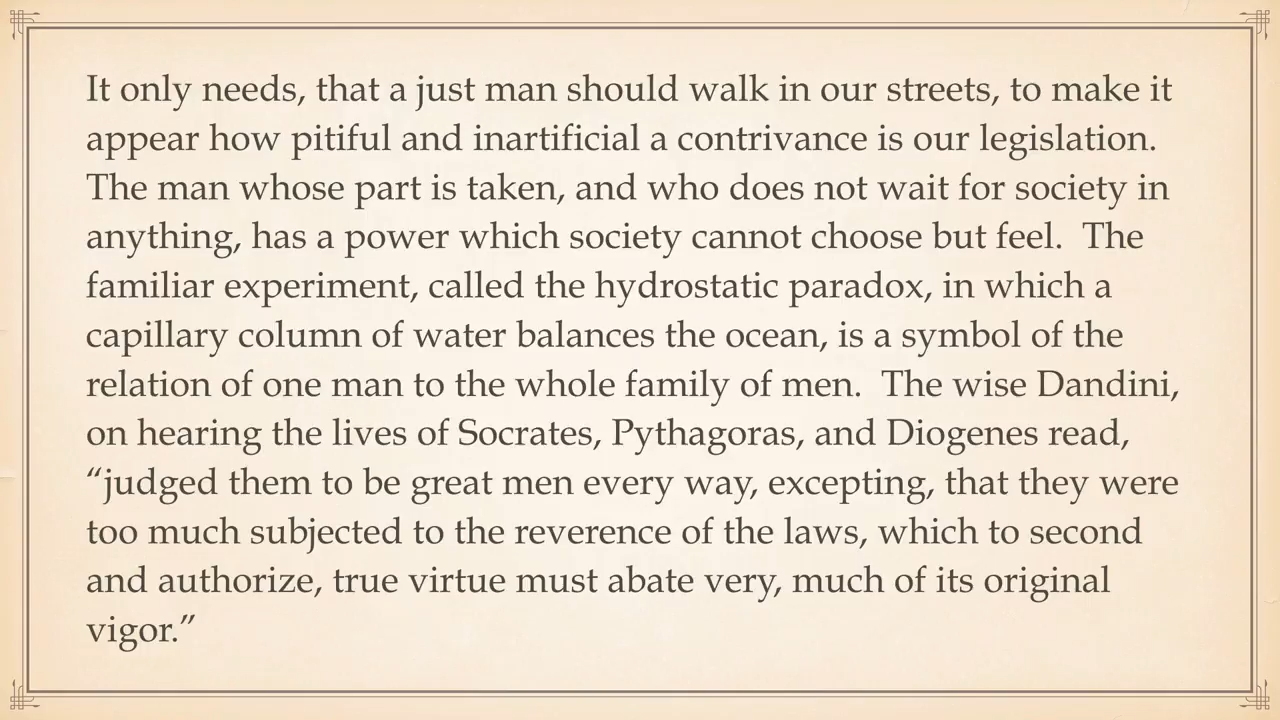 It only needs, that a just man should walk in our streets, to make it
appear how pitiful and inartificial a contrivance is our legislation.
The man whose part is taken, and who does not wait for society in
anything, has a power which society cannot choose but feel.  The
familiar experiment, called the hydrostatic paradox, in which a
capillary column of water balances the ocean, is a symbol of the
relation of one man to the whole family of men.  The wise Dandini,
on hearing the lives of Socrates, Pythagoras, and Diogenes read,
“judged them to be great men every way, excepting, that they were
too much subjected to the reverence of the laws, which to second
and authorize, true virtue must abate very, much of its original
vigor.”